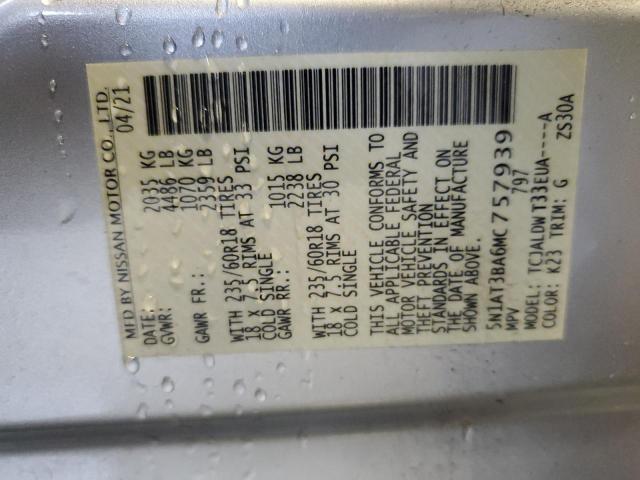 MFD BY NISSAN MOTOR CO., LTD.
DATE: 04/21
GVWR: 2035 KG
4486 LB
GAWR FR.: 1070 KG
2359 LB
WITH 235/60R18 TIRES
18 X 7.5 RIMS AT 33 PSI
COLD SINGLE
GAWR RR.: 1015 KG
2238 LB
WITH 235/60R18 TIRES
18 X 7.5 RIMS AT 30 PSI
COLD SINGLE
THIS VEHICLE CONFORMS TO
ALL APPLICABLE FEDERAL
MOTOR VEHICLE SAFETY AND
THEFT PREVENTION
STANDARDS IN EFFECT ON
THE DATE OF MANUFACTURE
SHOWN ABOVE.
5N1AT3BA6MC757939
MPV 797
MODEL: TCJALDWT33EUA----A
COLOR: K23 TRIM: G ZS30A